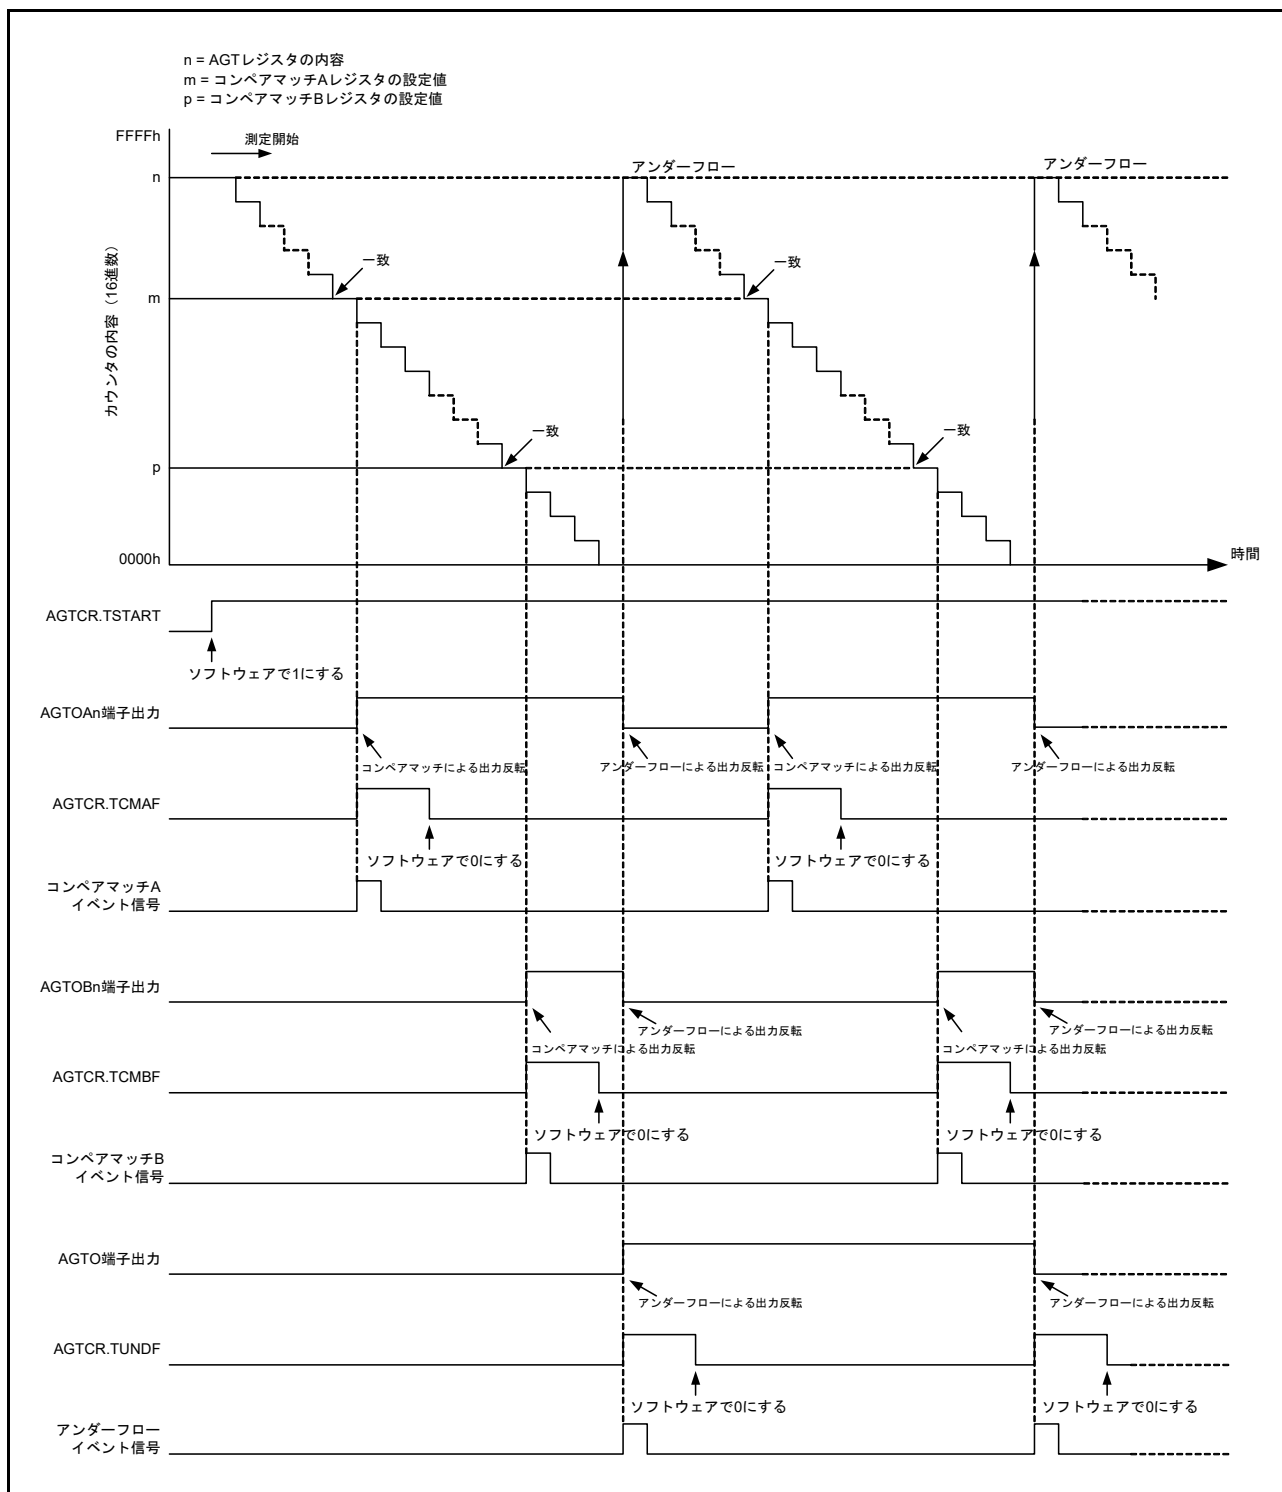 n = AGTレジスタの内容
m = コンペアマッチAレジスタの設定値
p = コンペアマッチBレジスタの設定値
FFFFh
測定開始
アンダーフロー
アンダーフロー
n
カウンタの内容（16進数）
一致
一致
m
一致
一致
p
0000h
時間
AGTCR.TSTART
ソフトウェアで1にする
AGTOAn端子出力
コンペアマッチによる出力反転
アンダーフローによる出力反転
コンペアマッチによる出力反転
アンダーフローによる出力反転
AGTCR.TCMAF
ソフトウェアで0にする
ソフトウェアで0にする
コンペアマッチA
イベント信号
AGTOBn端子出力
アンダーフローによる出力反転
アンダーフローによる出力反転
コンペアマッチによる出力反転
コンペアマッチによる出力反転
AGTCR.TCMBF
ソフトウェアで0にする
ソフトウェアで0にする
コンペアマッチB
イベント信号
AGTO端子出力
アンダーフローによる出力反転
アンダーフローによる出力反転
AGTCR.TUNDF
ソフトウェアで0にする
ソフトウェアで0にする
アンダーフロー
イベント信号